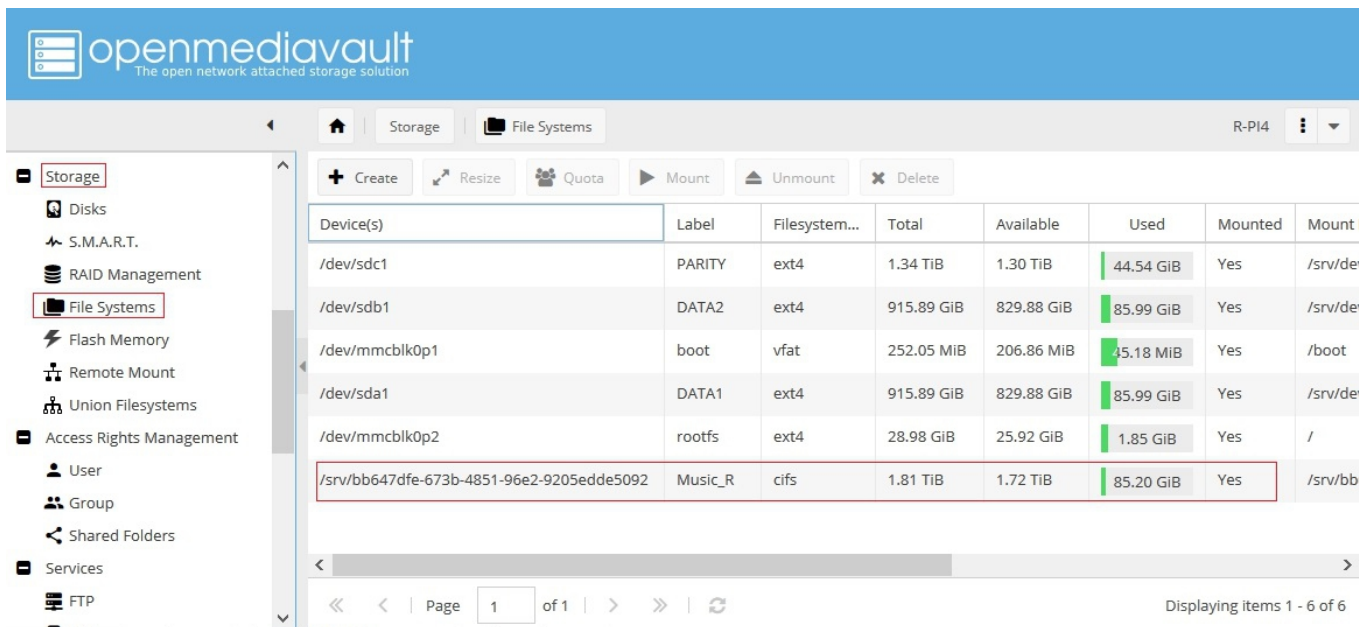 openmediavault
The open network attached storage solution
Storage File Systems R-PI4
Storage
Disks
S.M.A.R.T.
RAID Management
File Systems
Flash Memory
Remote Mount
Union Filesystems
Access Rights Management
User
Group
Shared Folders
Services
FTP
Create Resize Quota Mount Unmount Delete
Device(s) Label Filesystem... Total Available Used Mounted Mount
/dev/sdc1 PARITY ext4 1.34 TiB 1.30 TiB 44.54 GiB Yes /srv/dev
/dev/sdb1 DATA2 ext4 915.89 GiB 829.88 GiB 85.99 GiB Yes /srv/dev
/dev/mmcblk0p1 boot vfat 252.05 MiB 206.86 MiB 45.18 MiB Yes /boot
/dev/sda1 DATA1 ext4 915.89 GiB 829.88 GiB 85.99 GiB Yes /srv/dev
/dev/mmcblk0p2 rootfs ext4 28.98 GiB 25.92 GiB 1.85 GiB Yes /
/srv/bb647dfe-673b-4851-96e2-9205edde5092 Music_R cifs 1.81 TiB 1.72 TiB 85.20 GiB Yes /srv/bb
Page 1 of 1 Displaying items 1 - 6 of 6